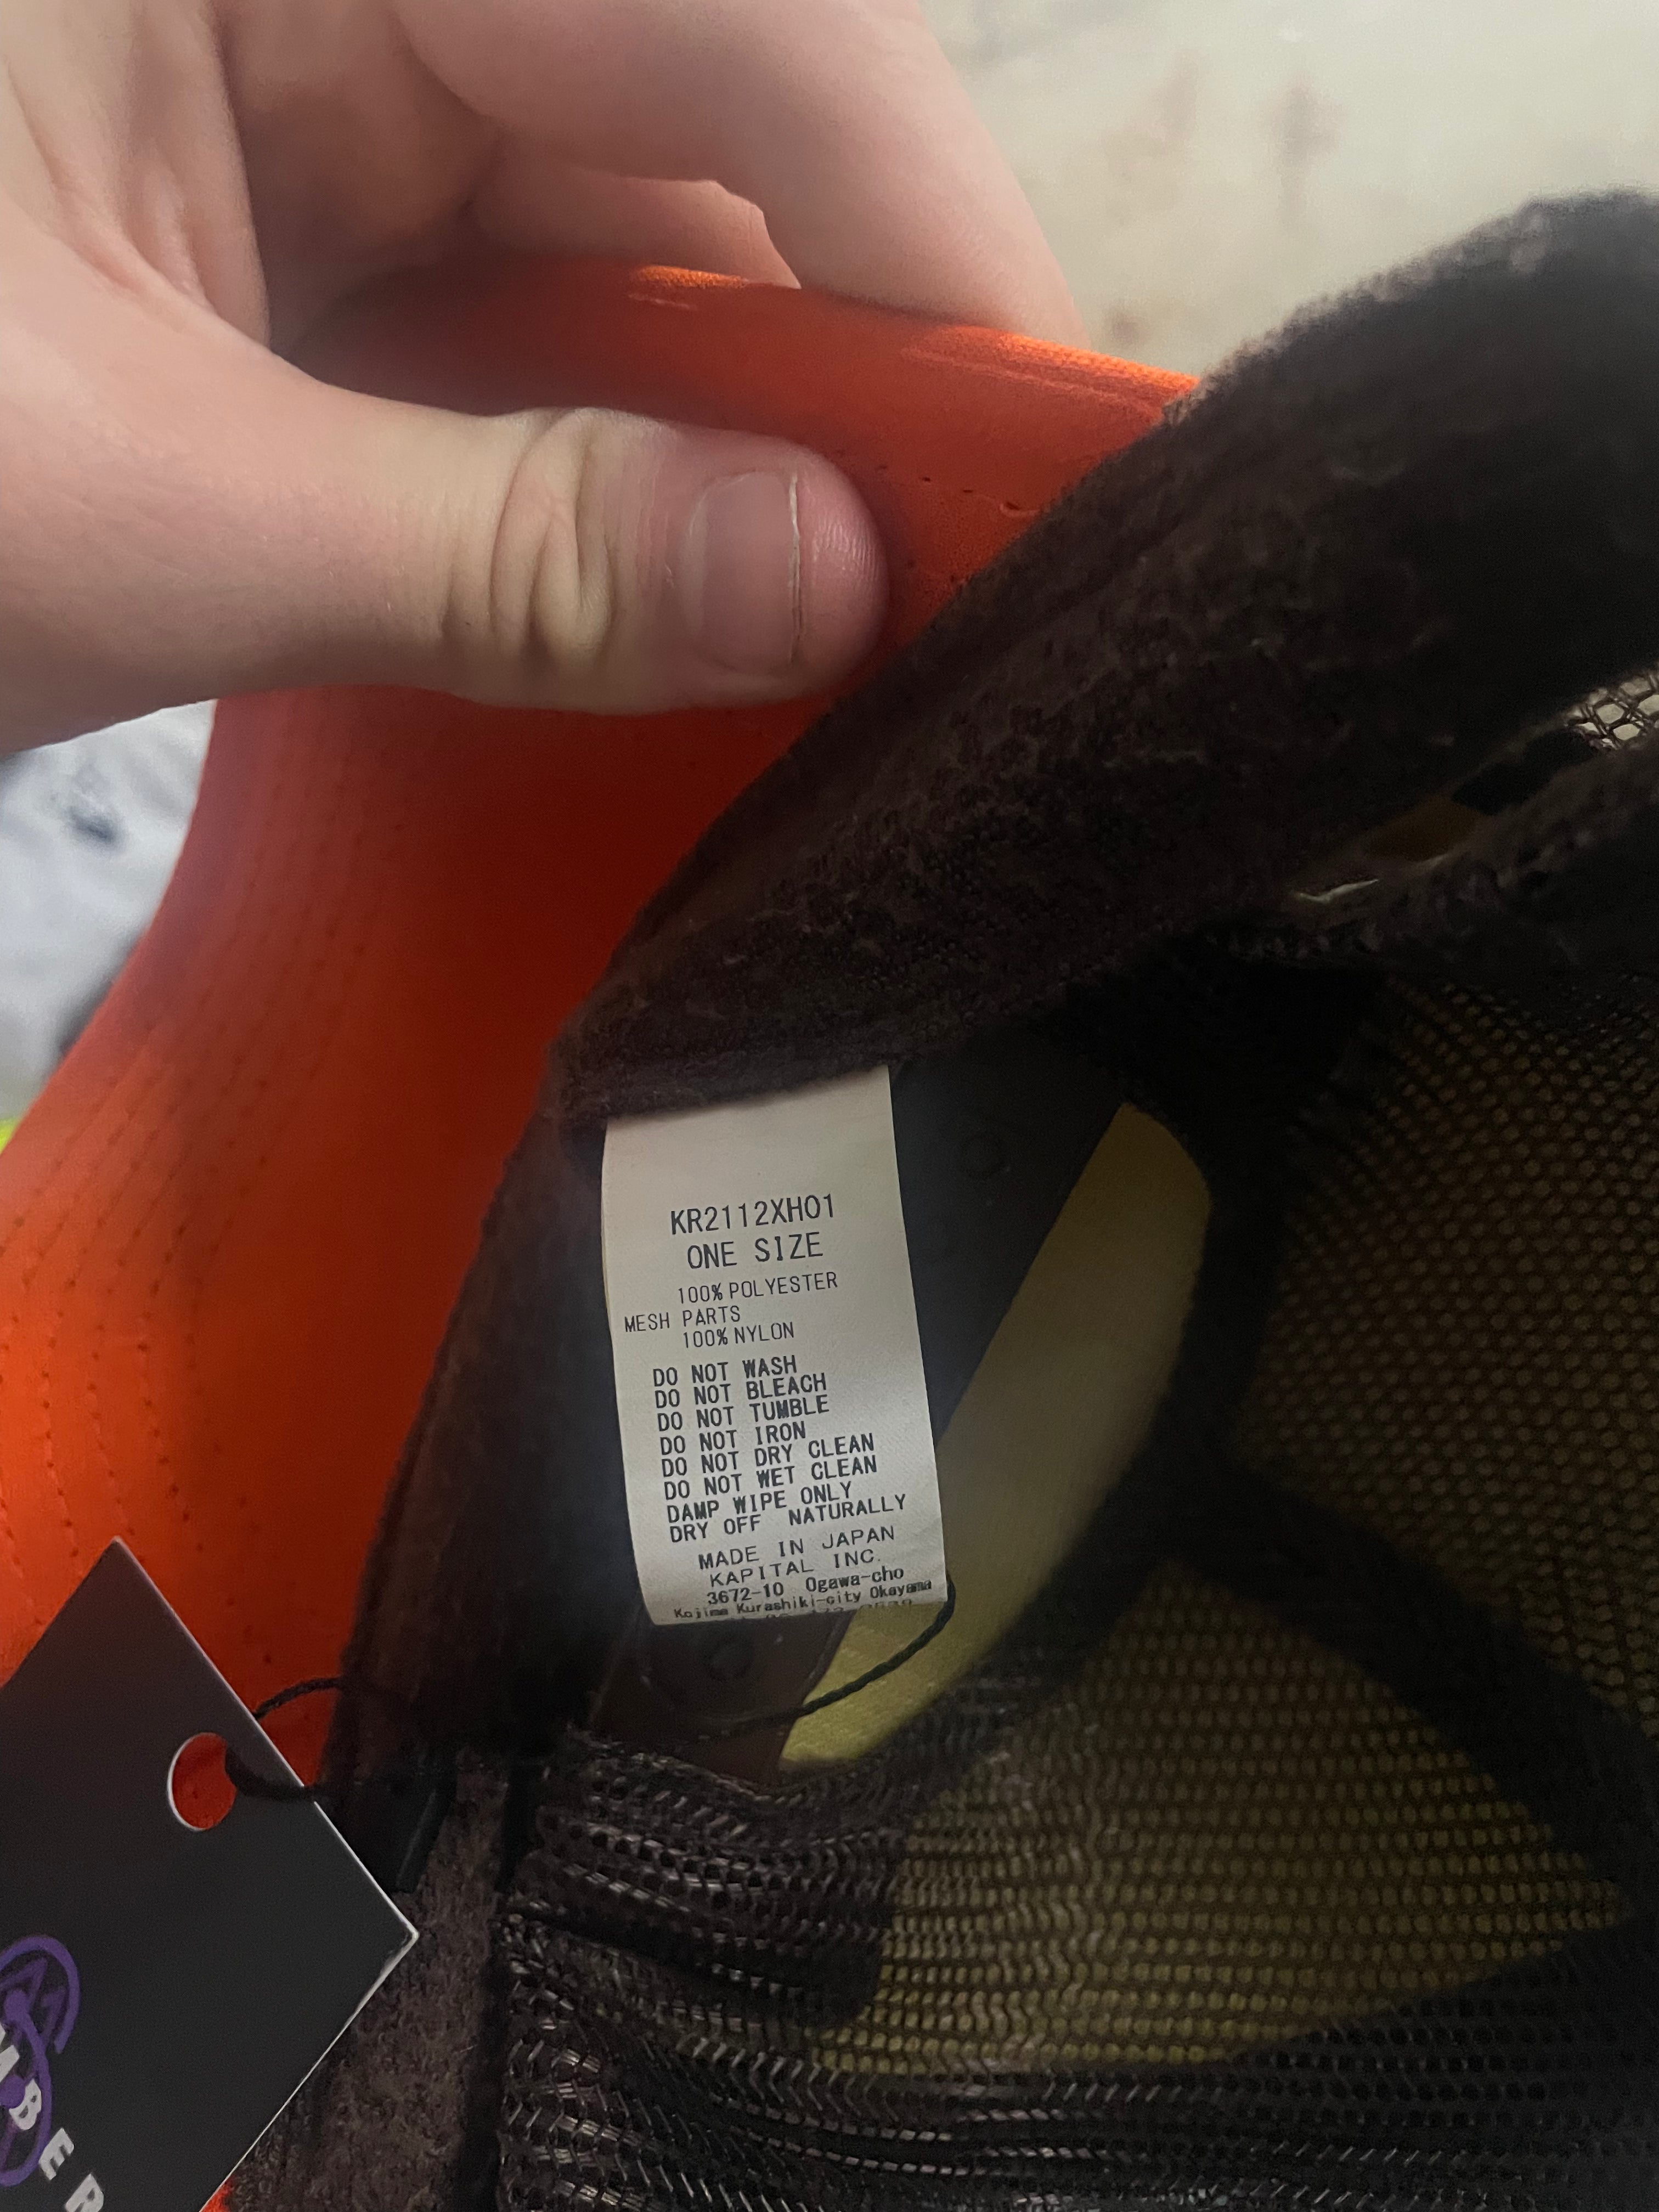 KR2112XH01
ONE SIZE
100% POLYESTER
MESH PARTS
100% NYLON
DO NOT WASH
DO NOT BLEACH
DO NOT TUMBLE
DO NOT IRON
DO NOT DRY CLEAN
DO NOT WET CLEAN
DAMP WIPE ONLY
DRY OFF NATURALLY
MADE IN JAPAN
KAPITAL INC.
3672-10 Ogawa-cho
Kojima Kurashiki-city Okayama